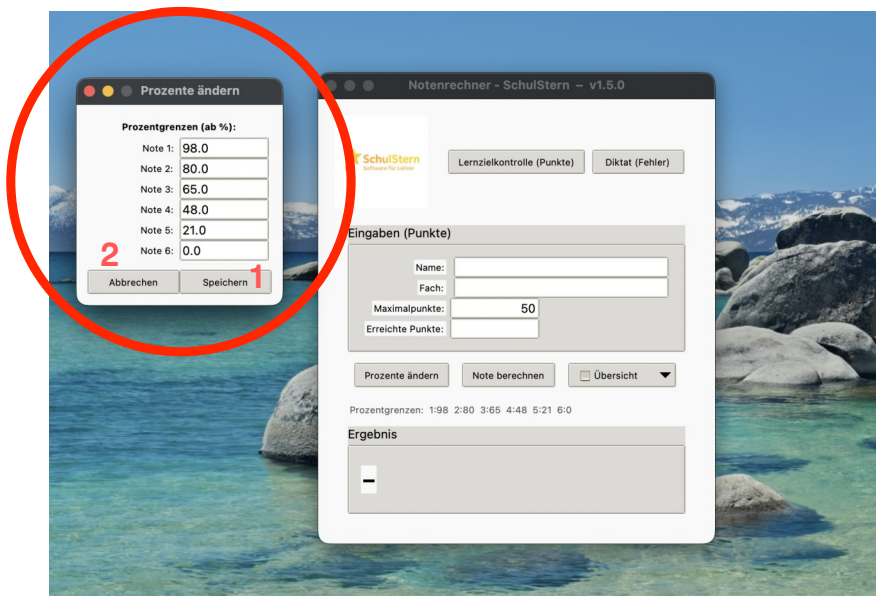 Prozente ändern
Prozentgrenzen (ab %):
Note 1: 98.0
Note 2: 80.0
Note 3: 65.0
Note 4: 48.0
Note 5: 21.0
Note 6: 0.0
2
1
Abbrechen Speichern
Notenrechner - SchulStern – v1.5.0
SchulStern
Software für Lehrer
Lernzielkontrolle (Punkte) Diktat (Fehler)
Eingaben (Punkte)
Name:
Fach:
Maximalpunkte: 50
Erreichte Punkte:
Prozente ändern Note berechnen Übersicht
Prozentgrenzen: 1:98 2:80 3:65 4:48 5:21 6:0
Ergebnis
–